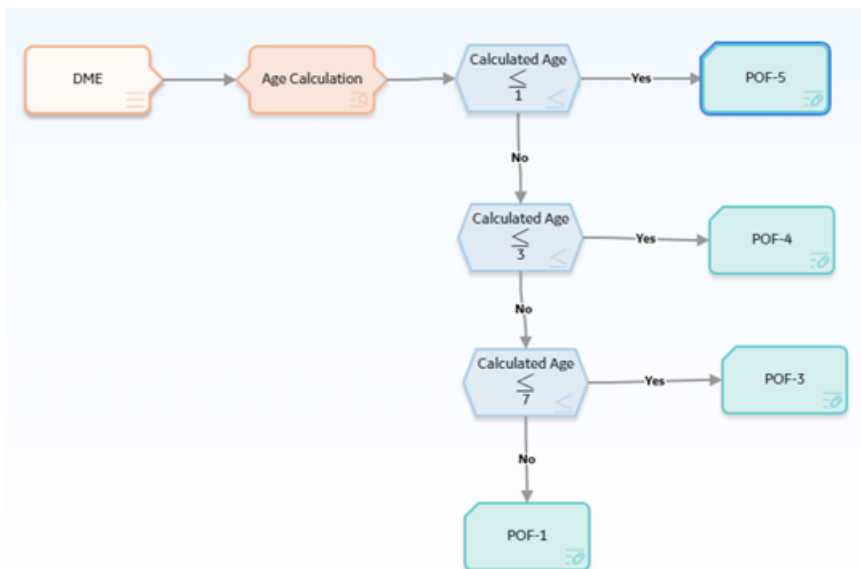 DME
Age Calculation
Calculated Age
≤
1
Yes
POF-5
No
Calculated Age
≤
3
Yes
POF-4
No
Calculated Age
≤
7
Yes
POF-3
No
POF-1